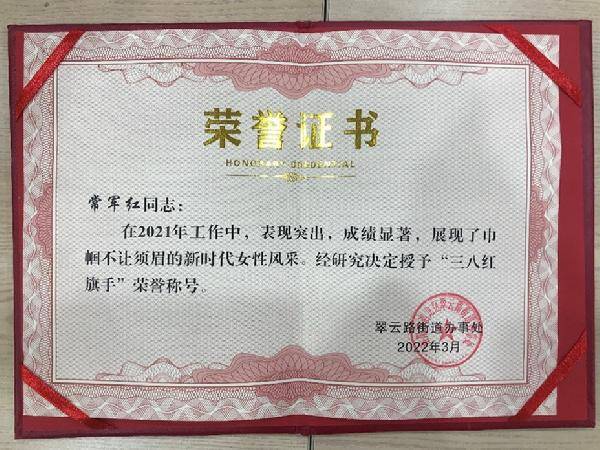 荣誉证书
HONORARY CREDENTIAL
常军红同志：
在2021年工作中，表现突出，成绩显著，展现了巾
帼不让须眉的新时代女性风采。经研究决定授予“三八红
旗手”荣誉称号。
翠云路街道办事处
2022年3月